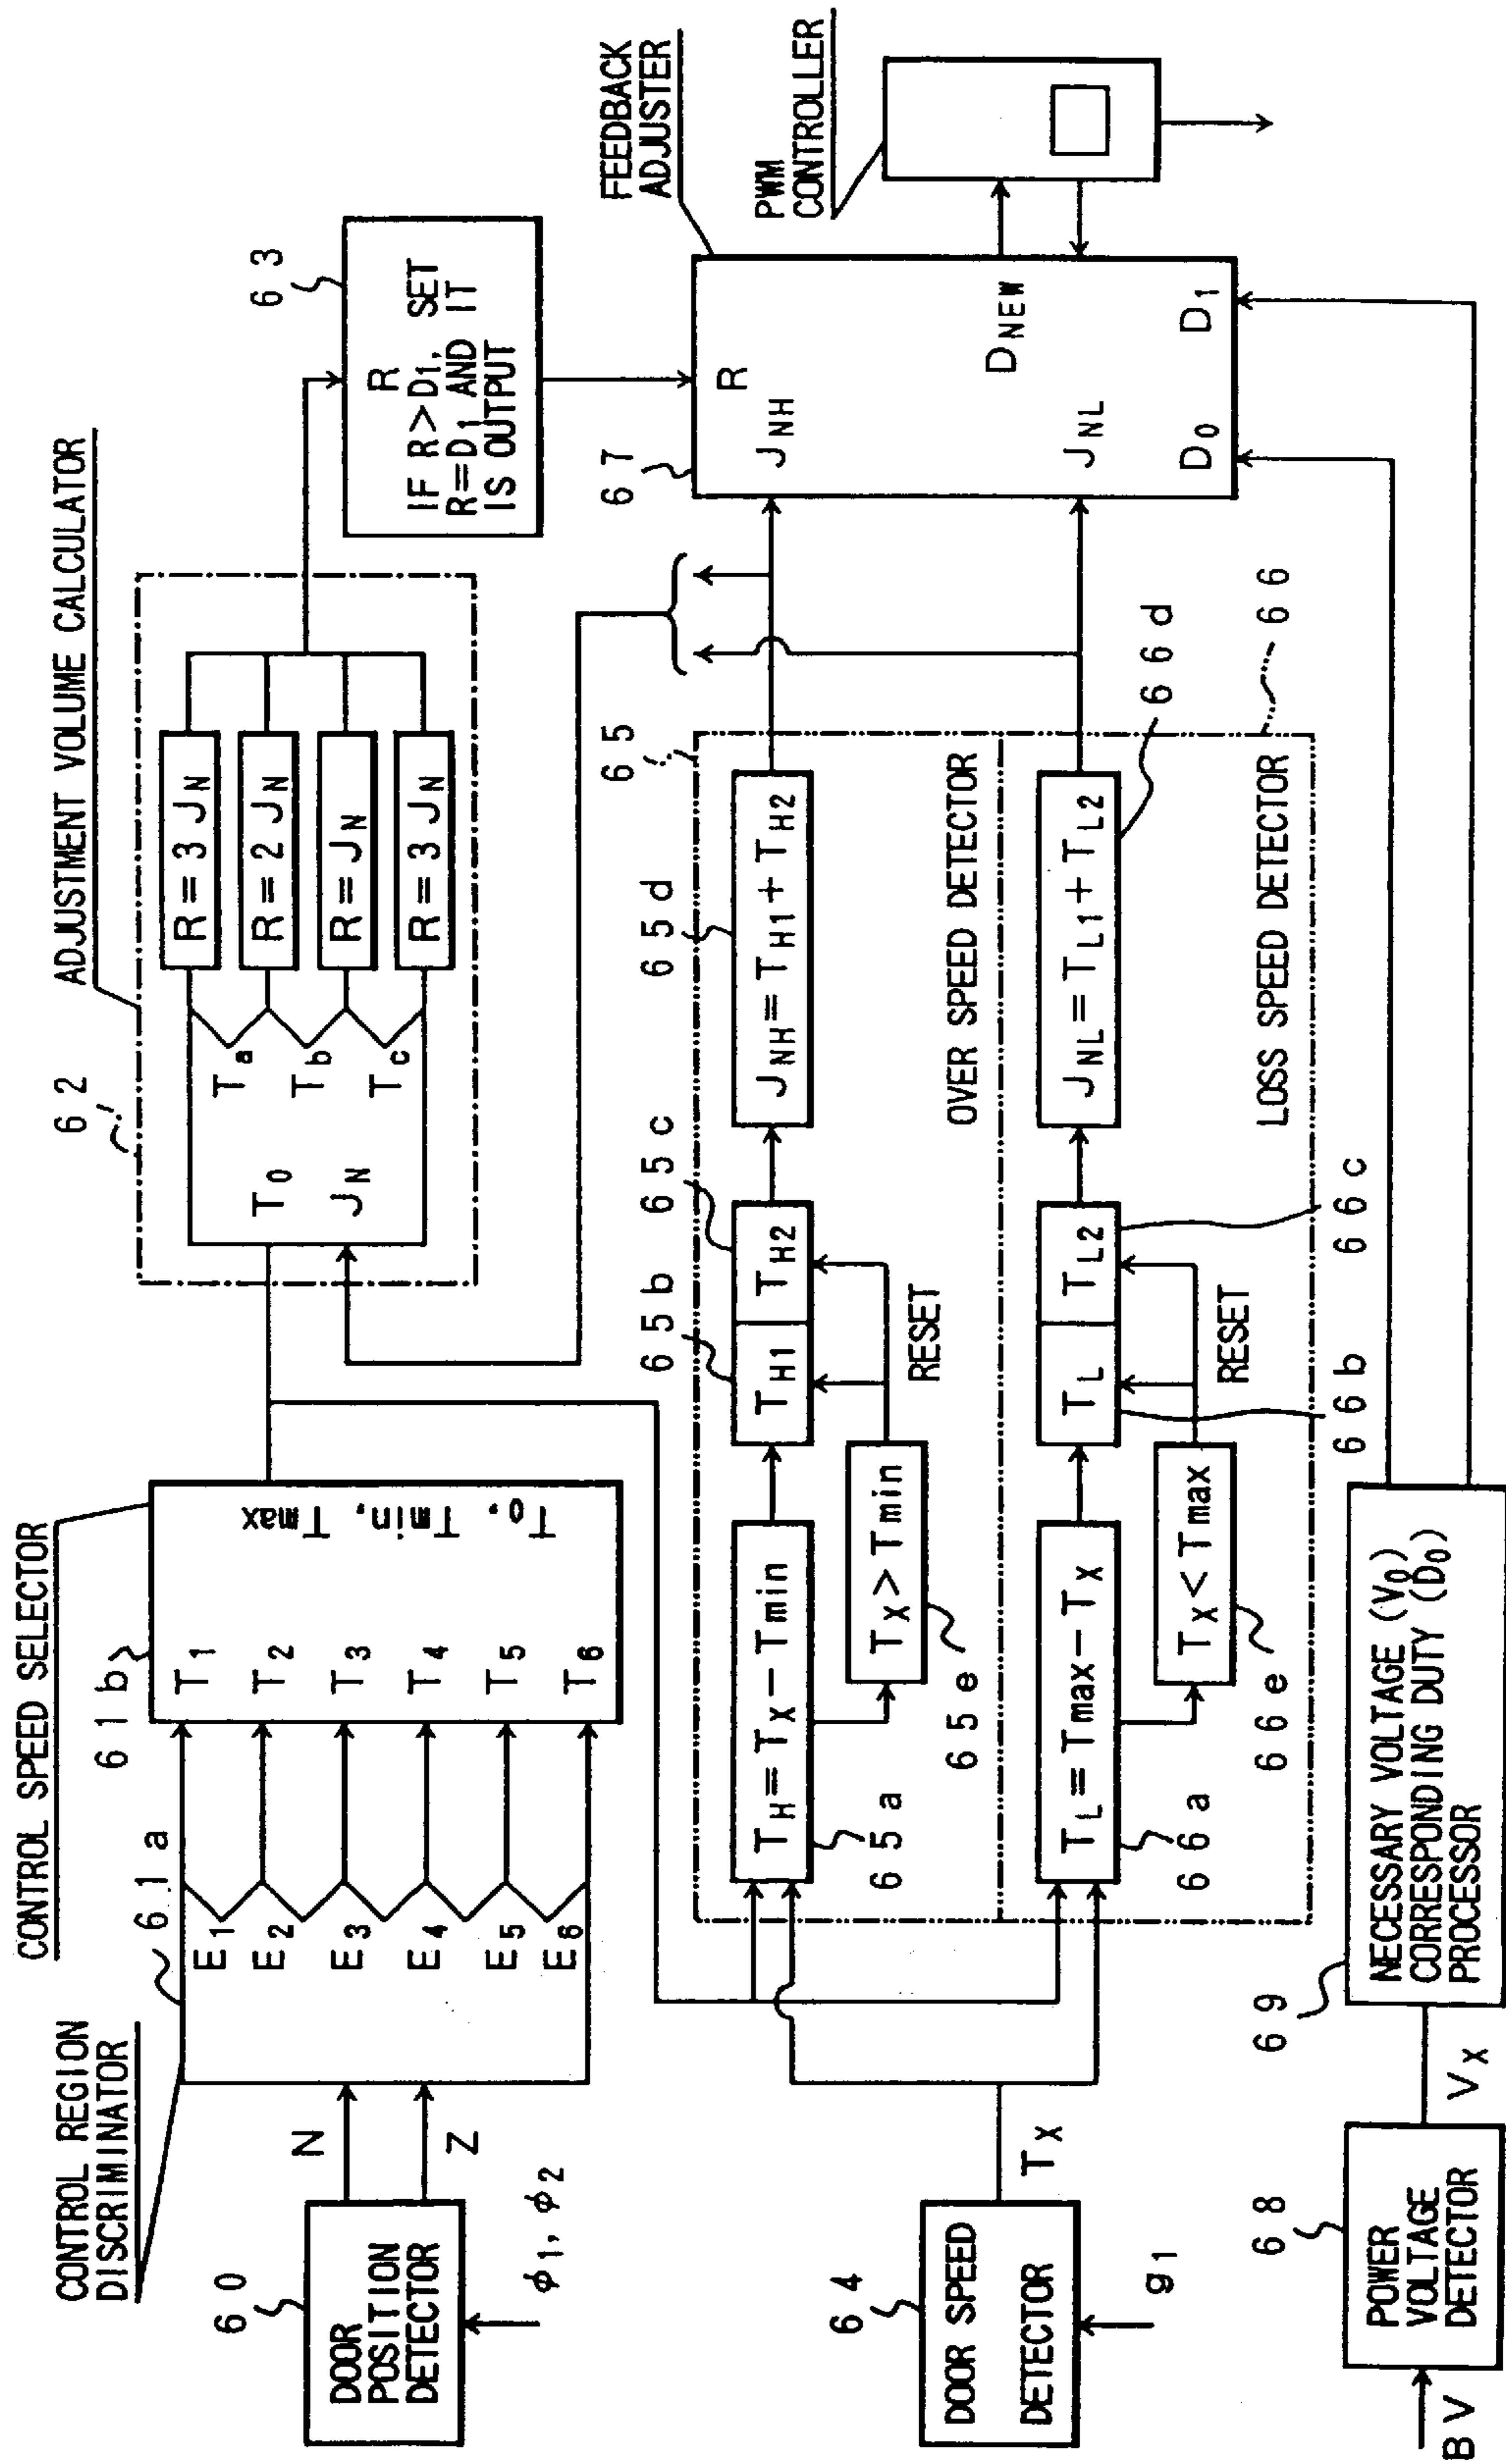 CONTROL REGION
DISCRIMINATOR
61a
CONTROL SPEED SELECTOR
61b
60
DOOR
POSITION
DETECTOR
φ1, φ2
N
Z
E1
E2
E3
E4
E5
E6
T1
T2
T3
T4
T5
T6
T0, Tmin, Tmax
62
ADJUSTMENT VOLUME CALCULATOR
T0
JN
Ta
Tb
Tc
R=3JN
R=2JN
R=JN
R=3JN
63
R
IF R>D1, SET
R=D1 AND IT
IS OUTPUT
64
DOOR SPEED
DETECTOR
g1
TX
65
65a
TH=TX-Tmin
65b
TH1
65c
TH2
65d
JNH=TH1+TH2
65e
TX>Tmin
RESET
OVER SPEED DETECTOR
66
66a
TL=Tmax-TX
66b
TL
66c
TL2
66d
JNL=TL1+TL2
66e
TX<Tmax
RESET
LOSS SPEED DETECTOR
67
FEEDBACK
ADJUSTER
R
JNH
JNL
DNEW
D0
D1
PWM
CONTROLLER
68
POWER
VOLTAGE
DETECTOR
BV
VX
69
NECESSARY VOLTAGE (V0)
CORRESPONDING DUTY (D0)
PROCESSOR